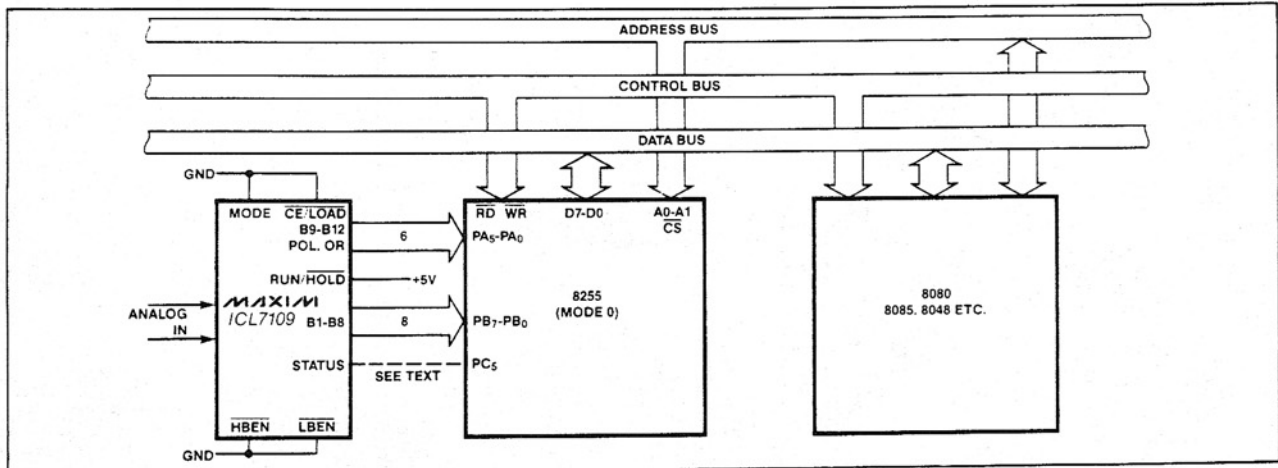 ADDRESS BUS
CONTROL BUS
DATA BUS
GND
MODE CE/LOAD
B9-B12
POL. OR
RUN/HOLD
MAXIM
ICL7109
B1-B8
STATUS
HBEN LBEN
GND
ANALOG
IN
6
+5V
8
SEE TEXT
RD WR D7-D0 A0-A1
CS
PA5-PA0
8255
(MODE 0)
PB7-PB0
PC5
8080
8085. 8048 ETC.